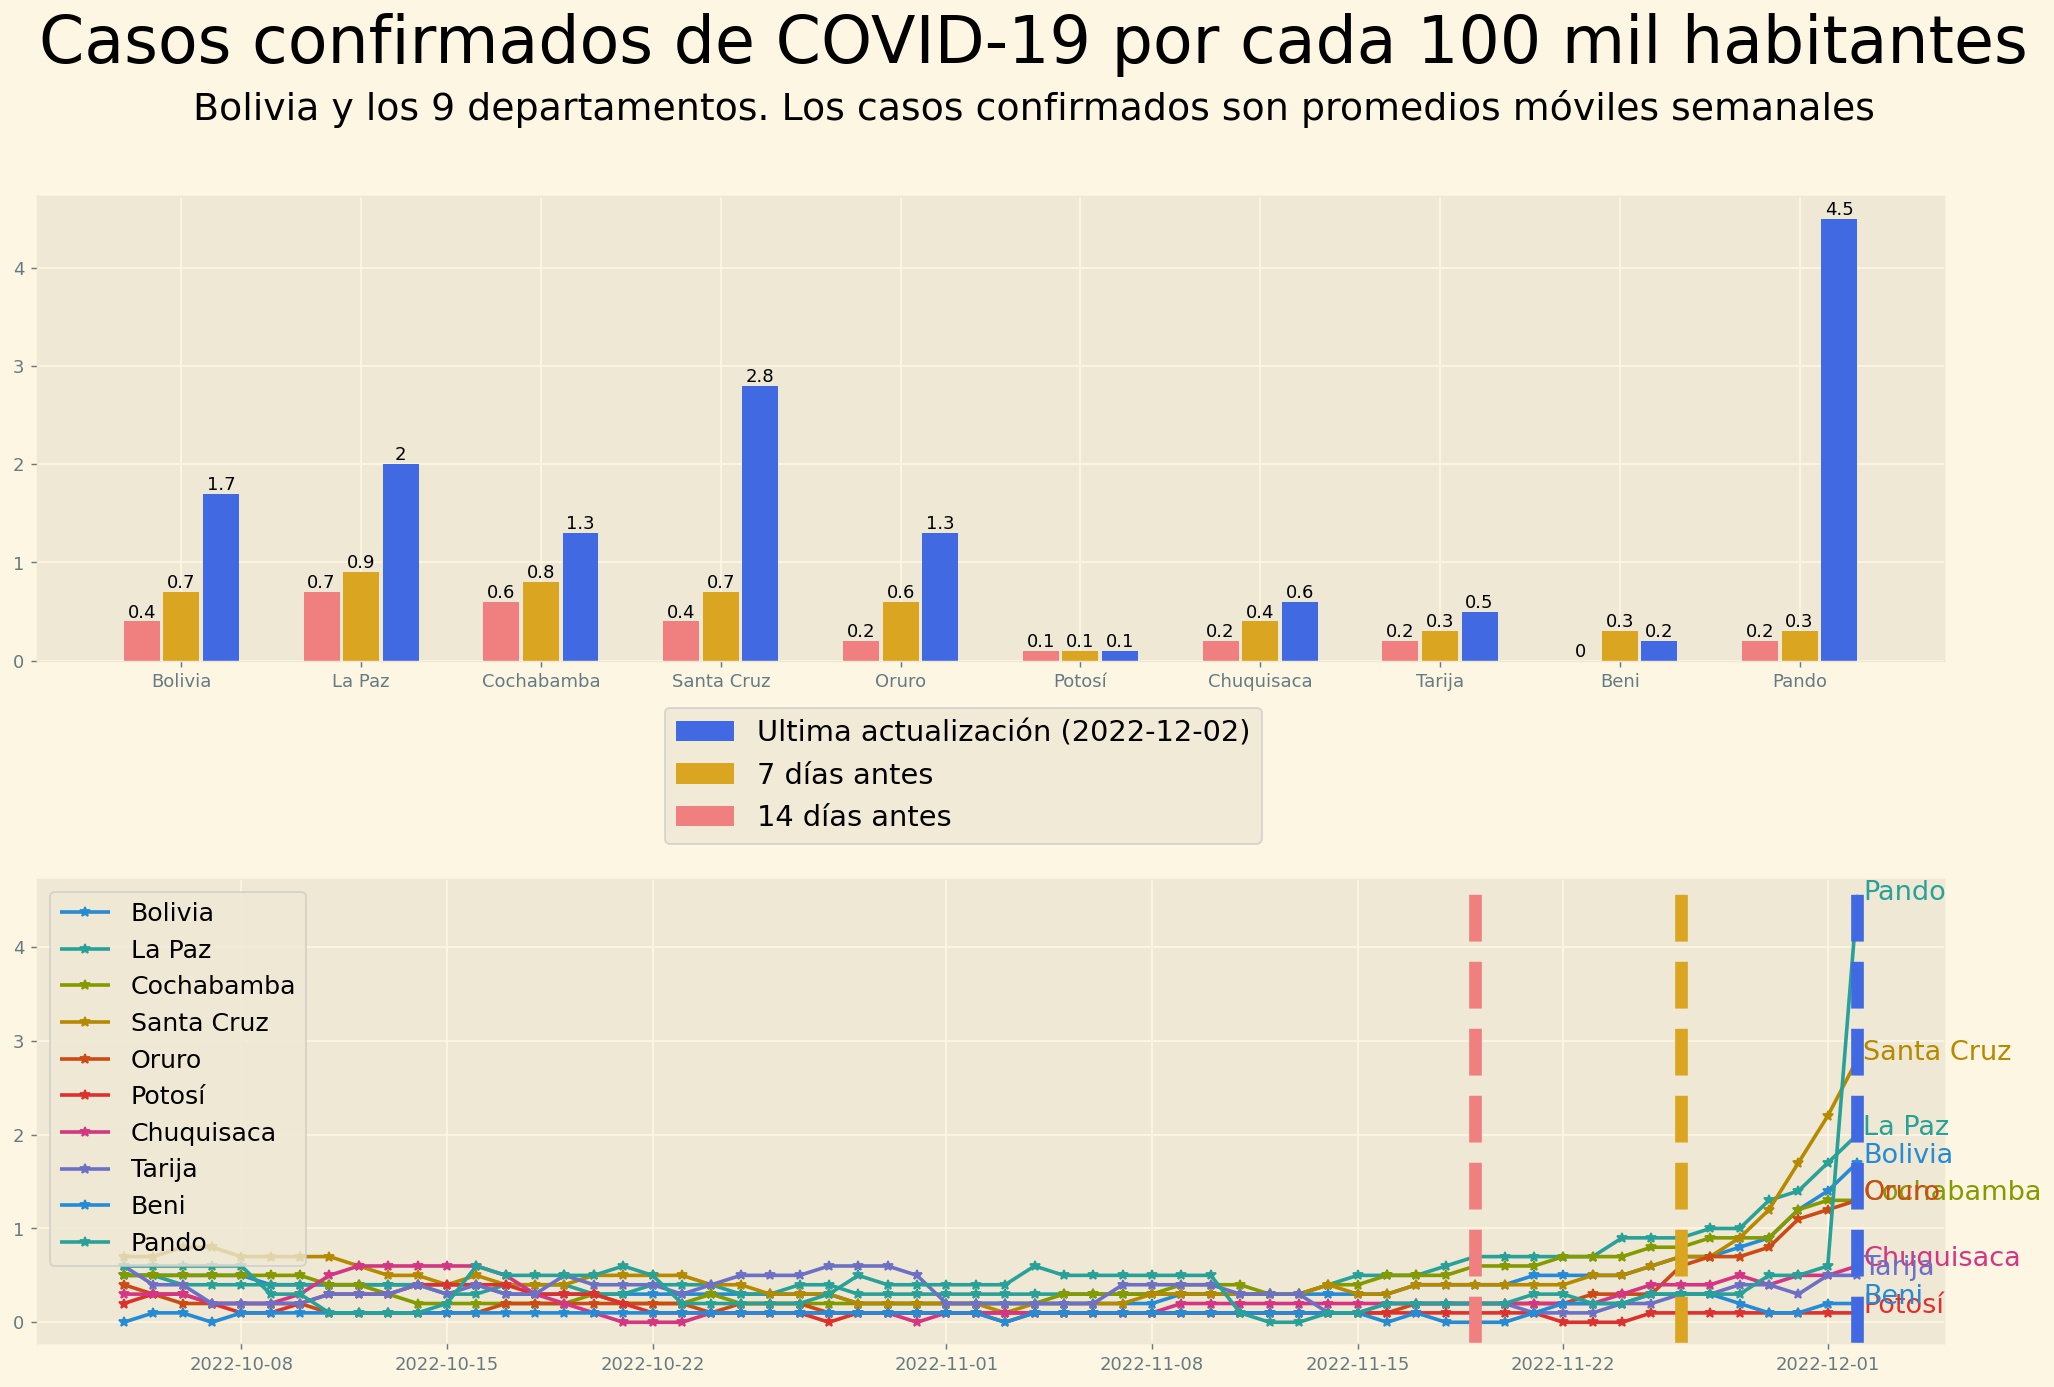 Casos confirmados de COVID-19 por cada 100 mil habitantes
Bolivia y los 9 departamentos. Los casos confirmados son promedios móviles semanales
4
3
2
1
0
0.4 0.7 1.7
0.7 0.9 2
0.6 0.8 1.3
0.4 0.7 2.8
0.2 0.6 1.3
0.1 0.1 0.1
0.2 0.4 0.6
0.2 0.3 0.5
0 0.3 0.2
0.2 0.3 4.5
Bolivia La Paz Cochabamba Santa Cruz Oruro Potosí Chuquisaca Tarija Beni Pando
Ultima actualización (2022-12-02)
7 días antes
14 días antes
4
3
2
1
0
Bolivia
La Paz
Cochabamba
Santa Cruz
Oruro
Potosí
Chuquisaca
Tarija
Beni
Pando
Pando
Santa Cruz
La Paz
Bolivia
Oruro
Cochabamba
Chuquisaca
Tarija
Beni
Potosí
2022-10-08 2022-10-15 2022-10-22 2022-11-01 2022-11-08 2022-11-15 2022-11-22 2022-12-01